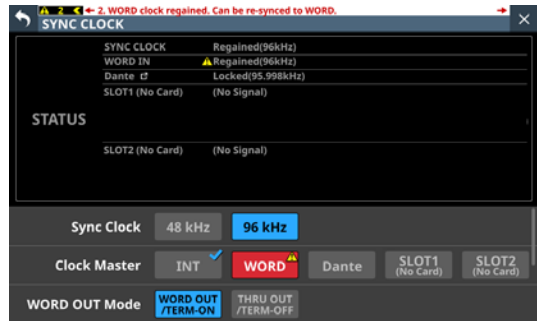 2 2. WORD clock regained. Can be re-synced to WORD.
SYNC CLOCK
SYNC CLOCK Regained(96kHz)
WORD IN Regained(96kHz)
Dante Locked(95.998kHz)
SLOT1 (No Card) (No Signal)
STATUS
SLOT2 (No Card) (No Signal)
Sync Clock 48 kHz 96 kHz
Clock Master INT WORD Dante SLOT1 (No Card) SLOT2 (No Card)
WORD OUT Mode WORD OUT /TERM-ON THRU OUT /TERM-OFF